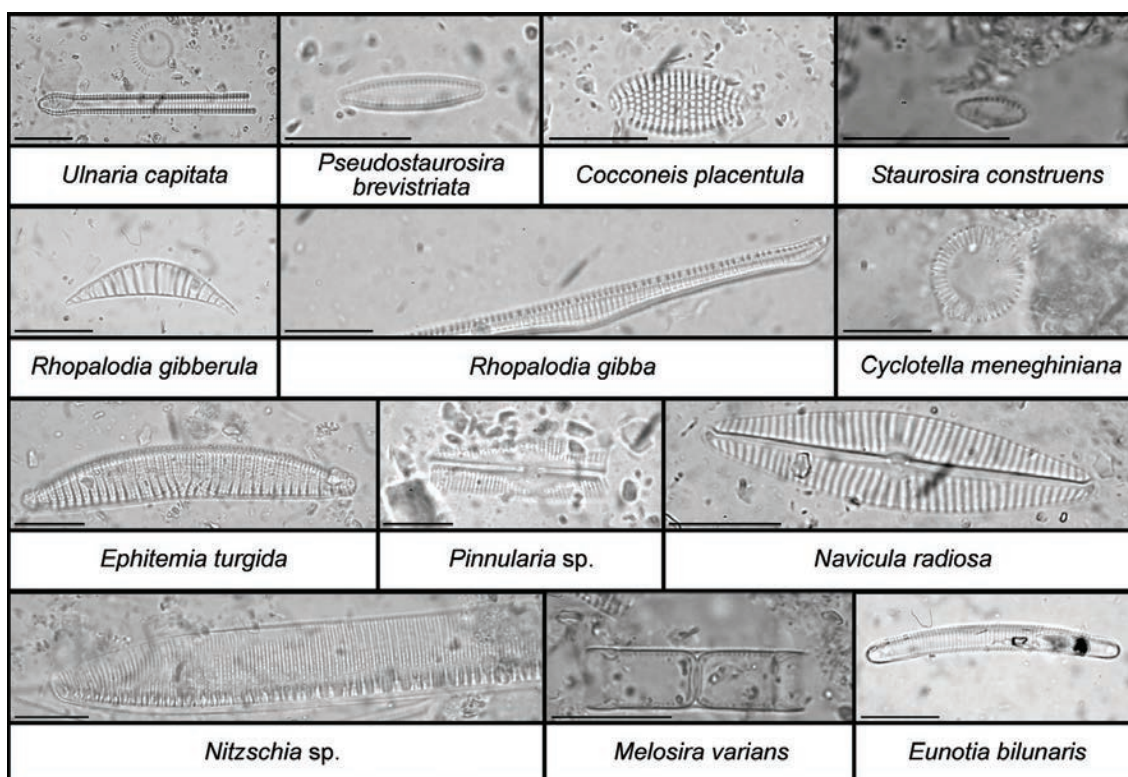 Ulnaria capitata
Pseudostaurosira
brevistriata
Cocconeis placentula
Staurosira construens
Rhopalodia gibberula
Rhopalodia gibba
Cyclotella meneghiniana
Ephitemia turgida
Pinnularia sp.
Navicula radiosa
Nitzschia sp.
Melosira varians
Eunotia bilunaris